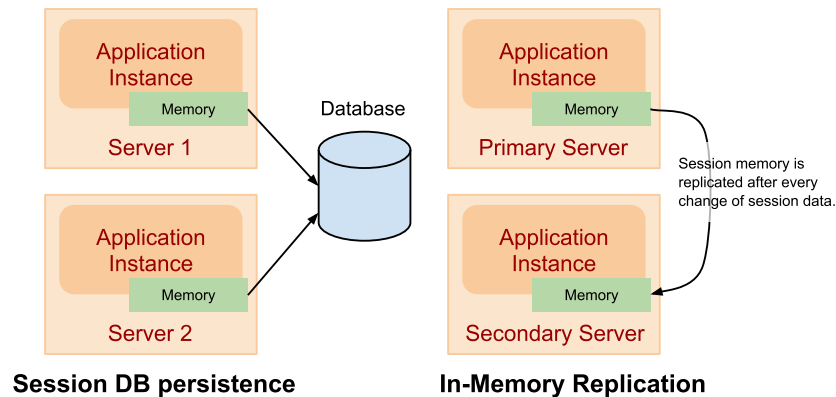 Application
Instance
Memory
Server 1
Database
Application
Instance
Memory
Server 2
Session DB persistence
Application
Instance
Memory
Primary Server
Session memory is
replicated after every
change of session data.
Application
Instance
Memory
Secondary Server
In-Memory Replication